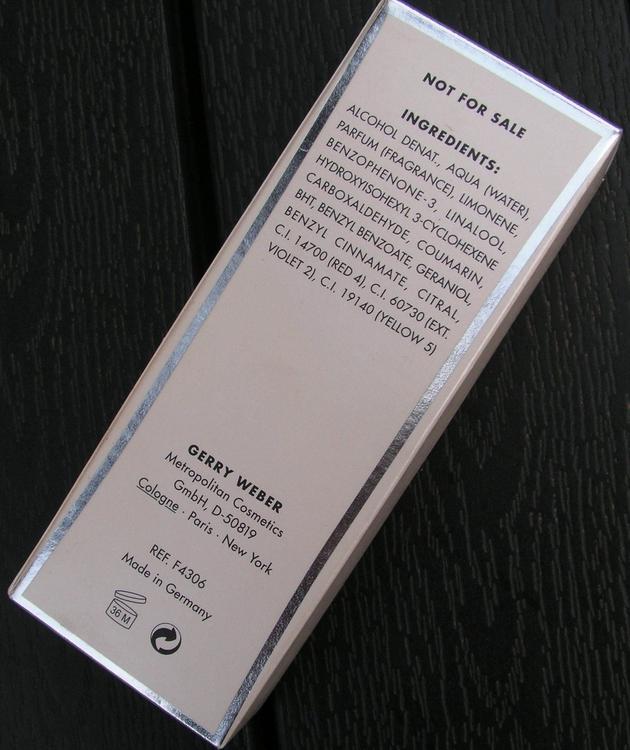 NOT FOR SALE
INGREDIENTS:
ALCOHOL DENAT., AQUA (WATER),
PARFUM (FRAGRANCE), LIMONENE,
BENZOPHENONE-3, LINALOOL,
HYDROXYISOHEXYL 3-CYCLOHEXENE
CARBOXALDEHYDE, COUMARIN,
BHT, BENZYL BENZOATE, GERANIOL,
BENZYL CINNAMATE, CITRAL,
C.I. 14700 (RED 4), C.I. 60730 (EXT.
VIOLET 2), C.I. 19140 (YELLOW 5)
GERRY WEBER
Metropolitan Cosmetics
GmbH, D-50819
Cologne · Paris · New York
REF. F4306
Made in Germany
36 M